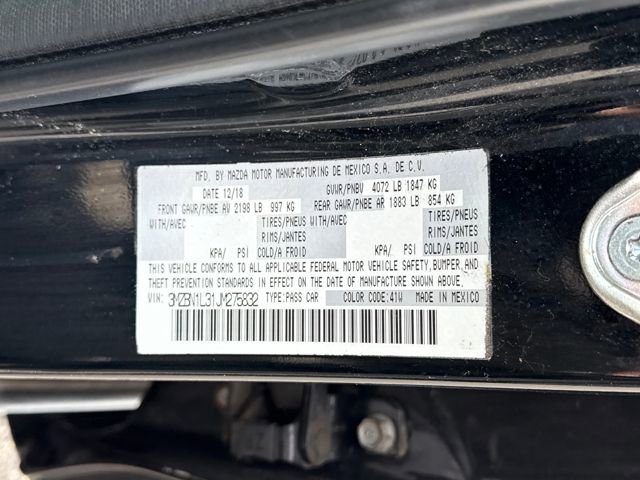 MFD. BY MAZDA MOTOR MANUFACTURING DE MEXICO S.A. DE C.V.
DATE 12/18 GVWR/PNBV 4072 LB 1847 KG
FRONT GAWR/PNBE AV 2198 LB 997 KG REAR GAWR/PNBE AR 1883 LB 854 KG
WITH/AVEC TIRES/PNEUS WITH/AVEC TIRES/PNEUS
RIMS/JANTES RIMS/JANTES
KPA/ PSI COLD/A FROID KPA/ PSI COLD/A FROID
THIS VEHICLE CONFORMS TO ALL APPLICABLE FEDERAL MOTOR VEHICLE SAFETY, BUMPER, AND
THEFT PREVENTION STANDARDS IN EFFECT ON THE DATE OF MANUFACTURE SHOWN ABOVE.
VIN: 3MZBN1L31JM275832 TYPE:PASS CAR COLOR CODE:41W MADE IN MEXICO